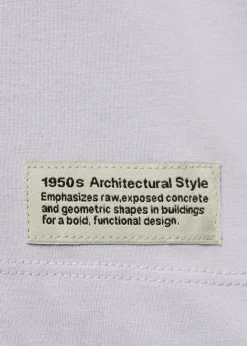 1950s Architectural Style
Emphasizes raw,exposed concrete
and geometric shapes in buildings
for a bold, functional design.